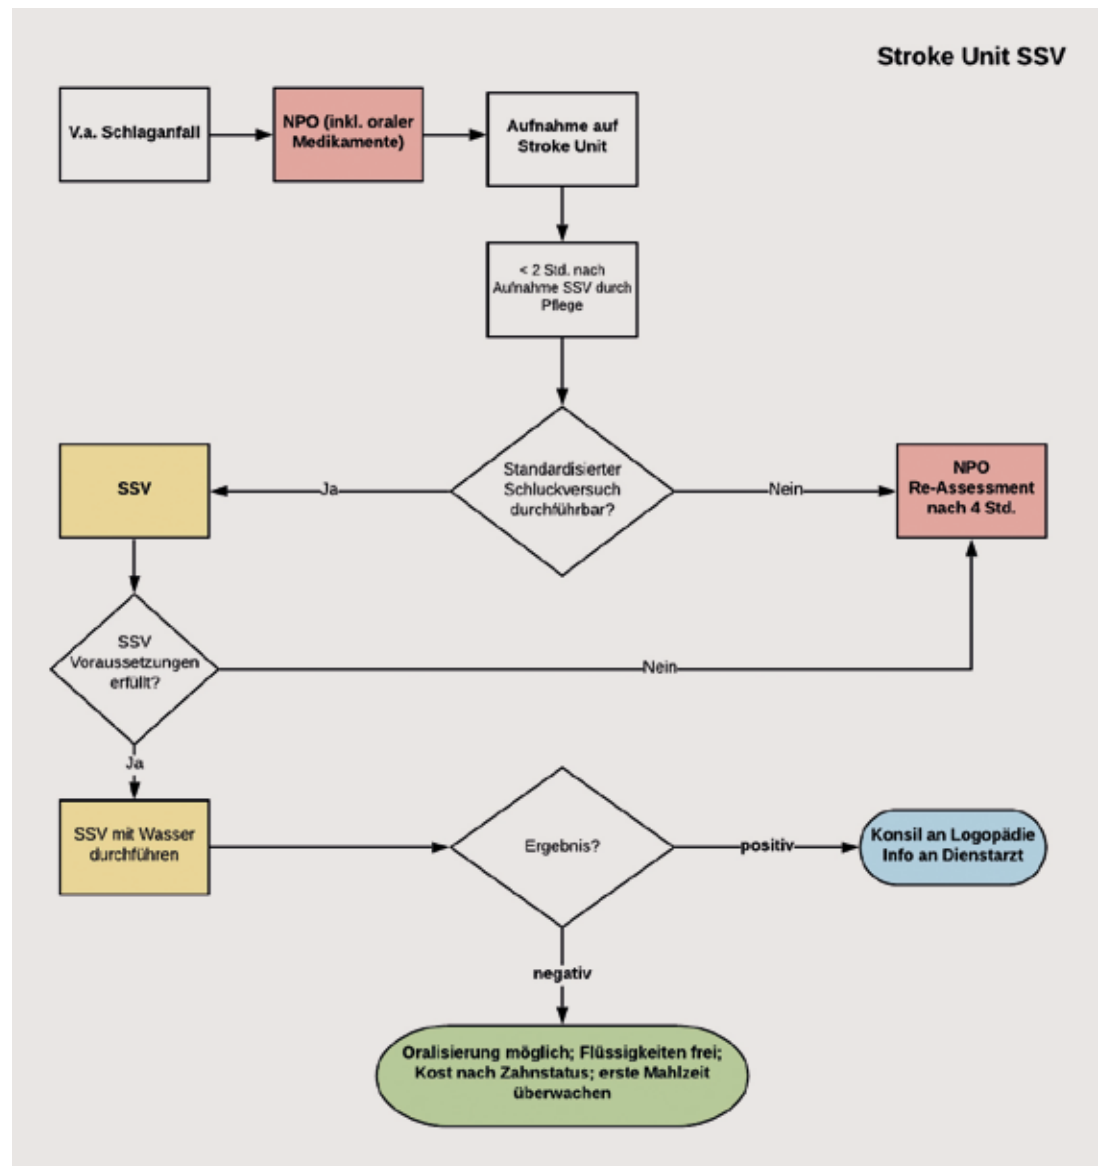 Stroke Unit SSV
V.a. Schlaganfall
NPO (inkl. oraler
Medikamente)
Aufnahme auf
Stroke Unit
< 2 Std. nach
Aufnahme SSV durch
Pflege
Standardisierter
Schluckversuch
durchführbar?
Ja
Nein
SSV
NPO
Re-Assessment
nach 4 Std.
SSV
Voraussetzungen
erfüllt?
Nein
Ja
SSV mit Wasser
durchführen
Ergebnis?
positiv
Konsil an Logopädie
Info an Dienstarzt
negativ
Oralisierung möglich; Flüssigkeiten frei;
Kost nach Zahnstatus; erste Mahlzeit
überwachen